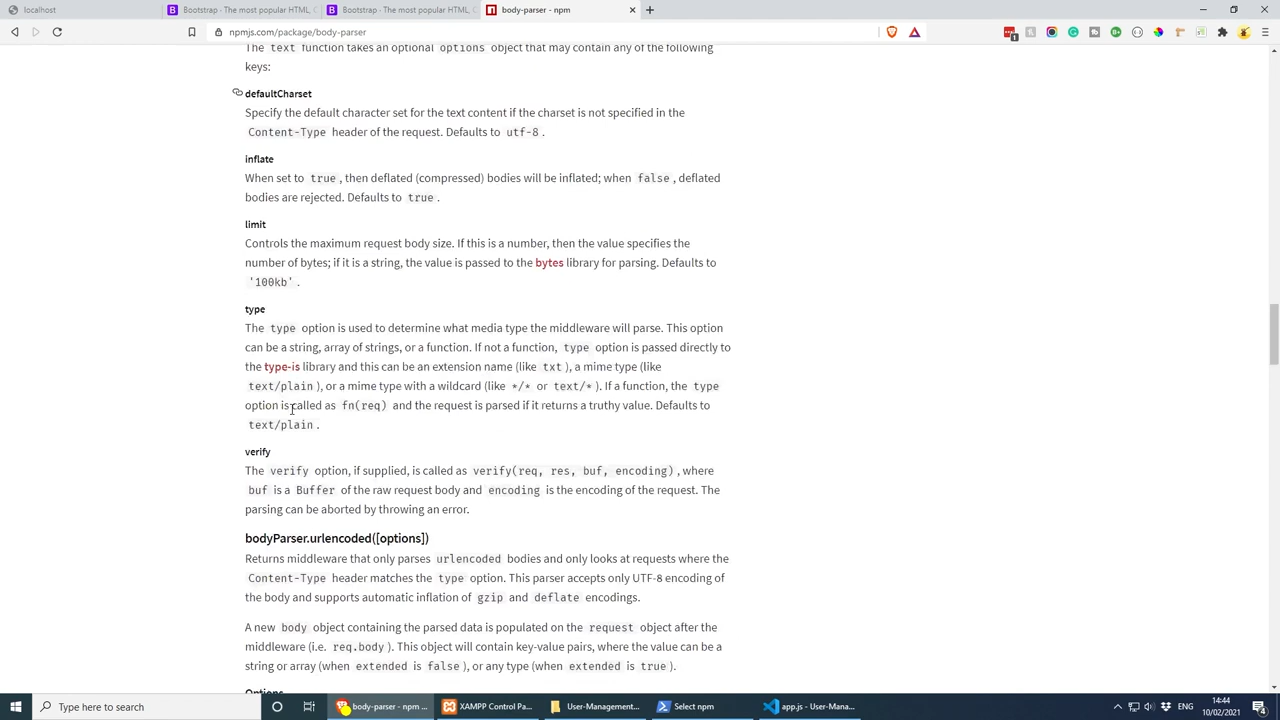 localhost
Bootstrap · The most popular HTML, C
Bootstrap · The most popular HTML, C
body-parser - npm
npmjs.com/package/body-parser
The text function takes an optional options object that may contain any of the following
keys:
defaultCharset
Specify the default character set for the text content if the charset is not specified in the
Content-Type header of the request. Defaults to utf-8.
inflate
When set to true, then deflated (compressed) bodies will be inflated; when false, deflated
bodies are rejected. Defaults to true.
limit
Controls the maximum request body size. If this is a number, then the value specifies the
number of bytes; if it is a string, the value is passed to the bytes library for parsing. Defaults to
'100kb'.
type
The type option is used to determine what media type the middleware will parse. This option
can be a string, array of strings, or a function. If not a function, type option is passed directly to
the type-is library and this can be an extension name (like txt), a mime type (like
text/plain), or a mime type with a wildcard (like */* or text/*). If a function, the type
option is called as fn(req) and the request is parsed if it returns a truthy value. Defaults to
text/plain.
verify
The verify option, if supplied, is called as verify(req, res, buf, encoding), where
buf is a Buffer of the raw request body and encoding is the encoding of the request. The
parsing can be aborted by throwing an error.
bodyParser.urlencoded([options])
Returns middleware that only parses urlencoded bodies and only looks at requests where the
Content-Type header matches the type option. This parser accepts only UTF-8 encoding of
the body and supports automatic inflation of gzip and deflate encodings.
A new body object containing the parsed data is populated on the request object after the
middleware (i.e. req.body). This object will contain key-value pairs, where the value can be a
string or array (when extended is false), or any type (when extended is true).
Options
Type here to search
body-parser - npm ...
XAMPP Control Pa...
User-Management...
Select npm
app.js - User-Mana...
ENG
14:44
10/02/2021